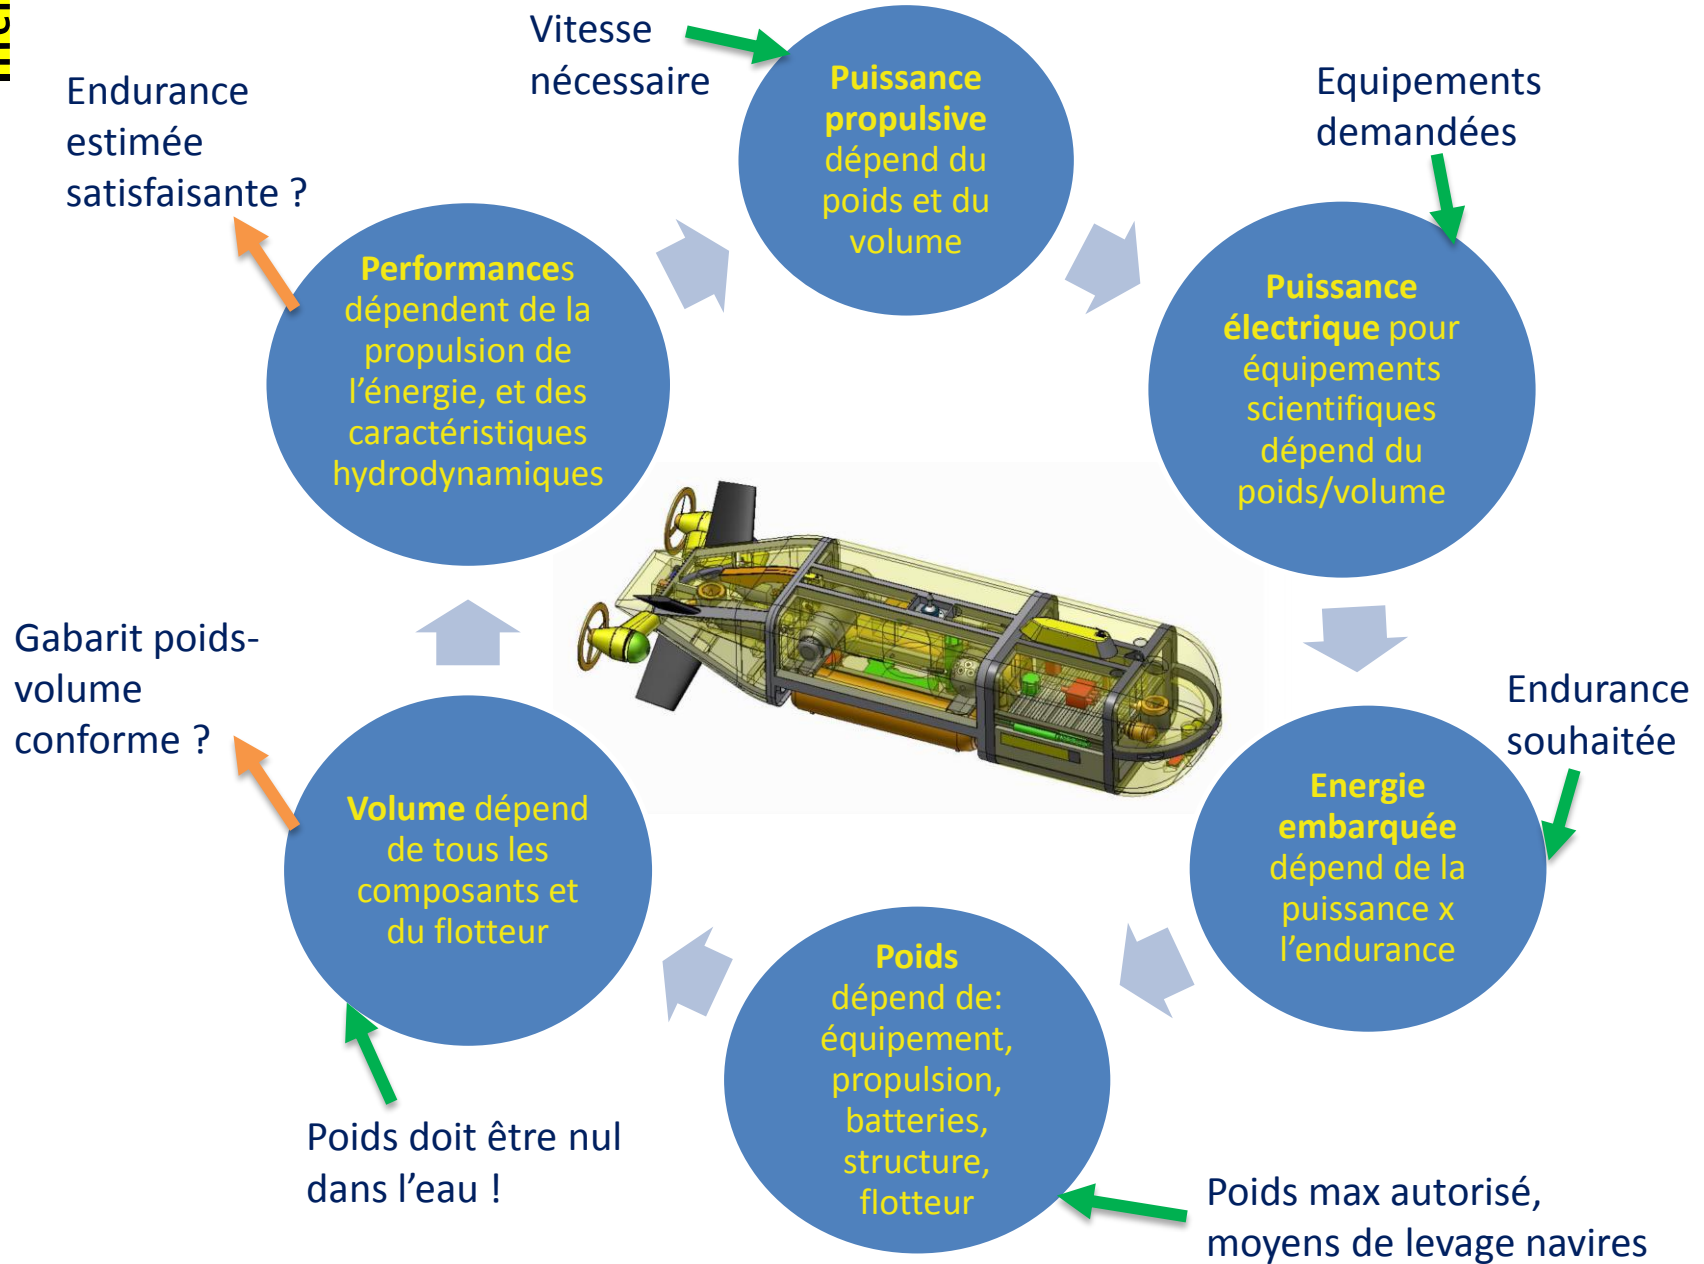 Vitesse
nécessaire
Puissance
propulsive
dépend du
poids et du
volume
Equipements
demandées
Puissance
électrique pour
équipements
scientifiques
dépend du
poids/volume
Endurance
souhaitée
Energie
embarquée
dépend de la
puissance x
l’endurance
Poids
dépend de:
équipement,
propulsion,
batteries,
structure,
flotteur
Poids max autorisé,
moyens de levage navires
Volume dépend
de tous les
composants et
du flotteur
Poids doit être nul
dans l’eau !
Gabarit poids-
volume
conforme ?
Performances
dépendent de la
propulsion de
l’énergie, et des
caractéristiques
hydrodynamiques
Endurance
estimée
satisfaisante ?